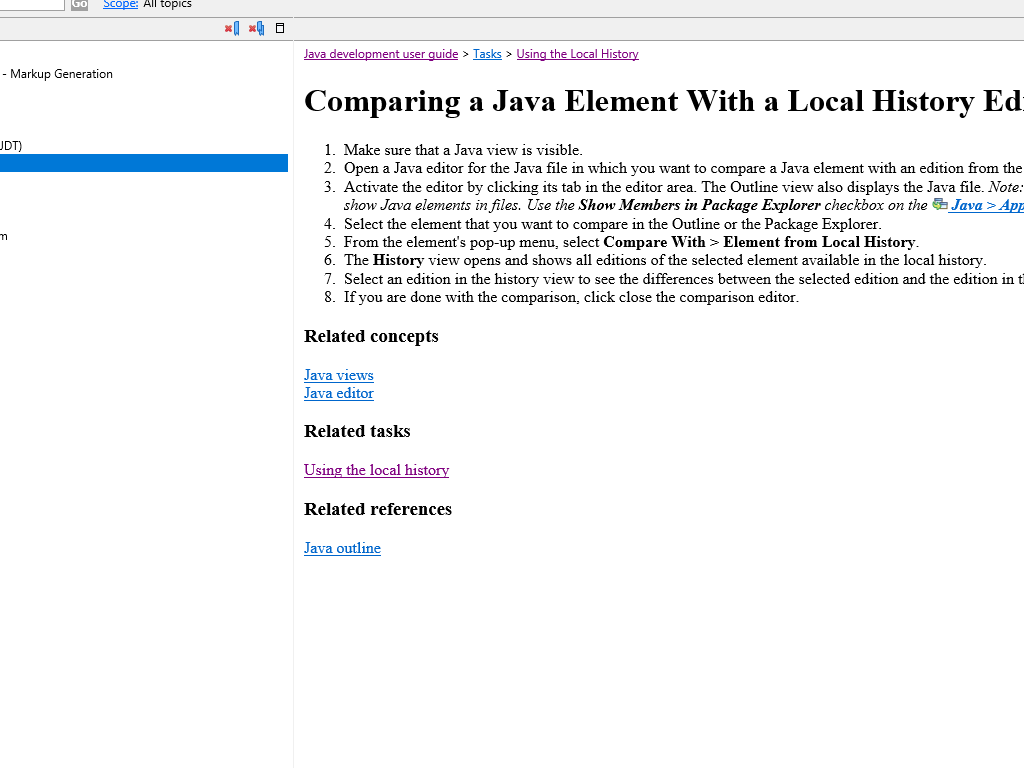 Go Scope: All topics
- Markup Generation
JDT)
m
Java development user guide > Tasks > Using the Local History
Comparing a Java Element With a Local History Edi
1. Make sure that a Java view is visible.
2. Open a Java editor for the Java file in which you want to compare a Java element with an edition from the
3. Activate the editor by clicking its tab in the editor area. The Outline view also displays the Java file. Note:
show Java elements in files. Use the Show Members in Package Explorer checkbox on the Java > App
4. Select the element that you want to compare in the Outline or the Package Explorer.
5. From the element's pop-up menu, select Compare With > Element from Local History.
6. The History view opens and shows all editions of the selected element available in the local history.
7. Select an edition in the history view to see the differences between the selected edition and the edition in t
8. If you are done with the comparison, click close the comparison editor.
Related concepts
Java views
Java editor
Related tasks
Using the local history
Related references
Java outline